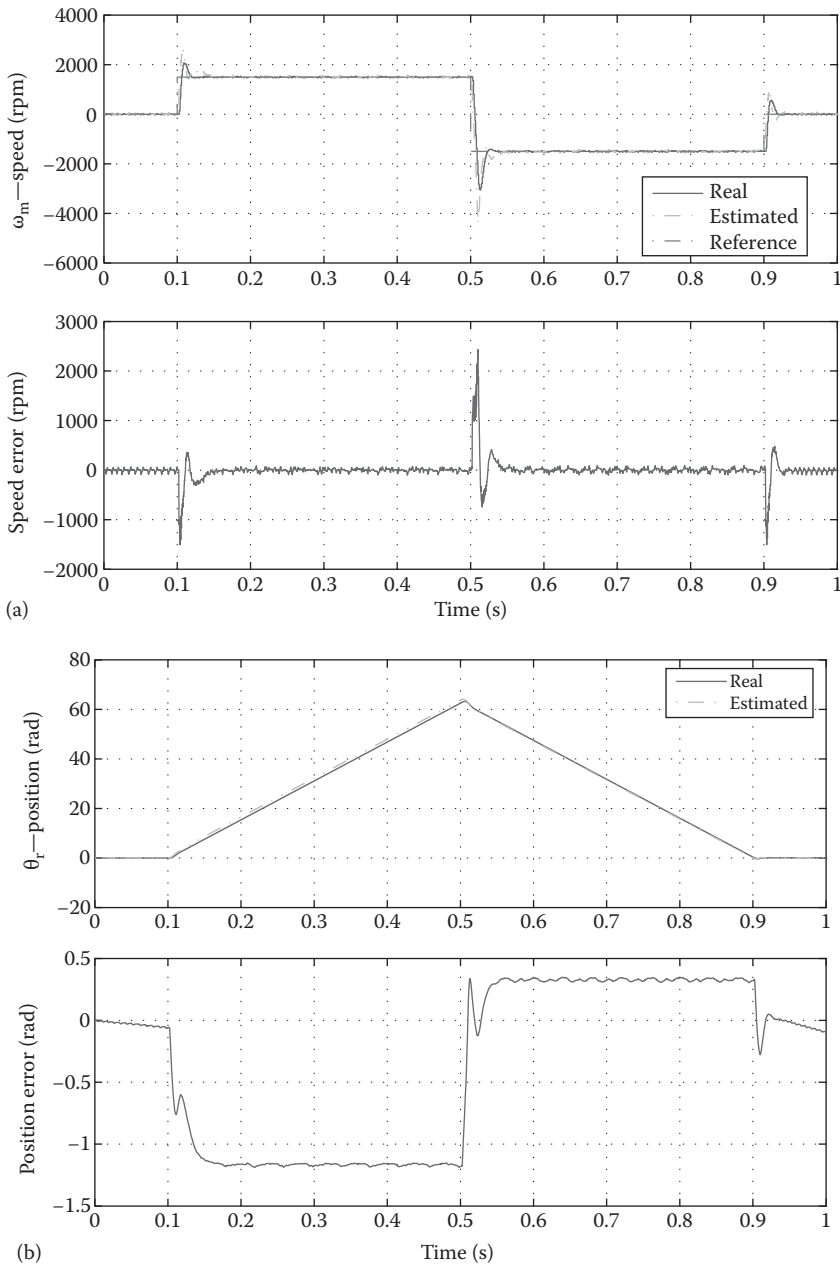 4000
2000
0
−2000
−4000
−6000
ωm—speed (rpm)
Real
Estimated
Reference
0 0.1 0.2 0.3 0.4 0.5 0.6 0.7 0.8 0.9 1
3000
2000
1000
0
−1000
−2000
Speed error (rpm)
0 0.1 0.2 0.3 0.4 0.5 0.6 0.7 0.8 0.9 1
(a)
Time (s)
80
60
40
20
0
−20
θr—position (rad)
Real
Estimated
0 0.1 0.2 0.3 0.4 0.5 0.6 0.7 0.8 0.9 1
0.5
0
−0.5
−1
−1.5
Position error (rad)
0 0.1 0.2 0.3 0.4 0.5 0.6 0.7 0.8 0.9 1
(b)
Time (s)